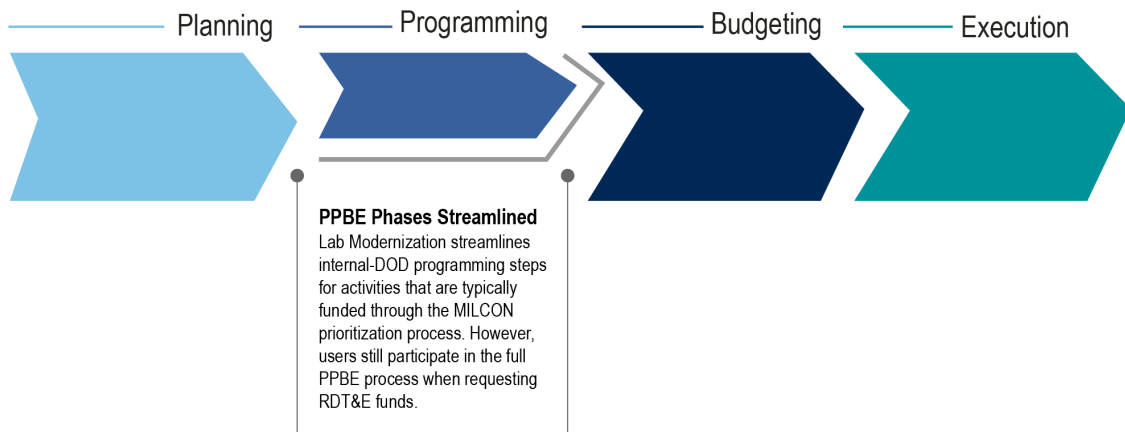 Planning
Programming
Budgeting
Execution
PPBE Phases Streamlined
Lab Modernization streamlines
internal-DOD programming steps
for activities that are typically
funded through the MILCON
prioritization process. However,
users still participate in the full
PPBE process when requesting
RDT&E funds.